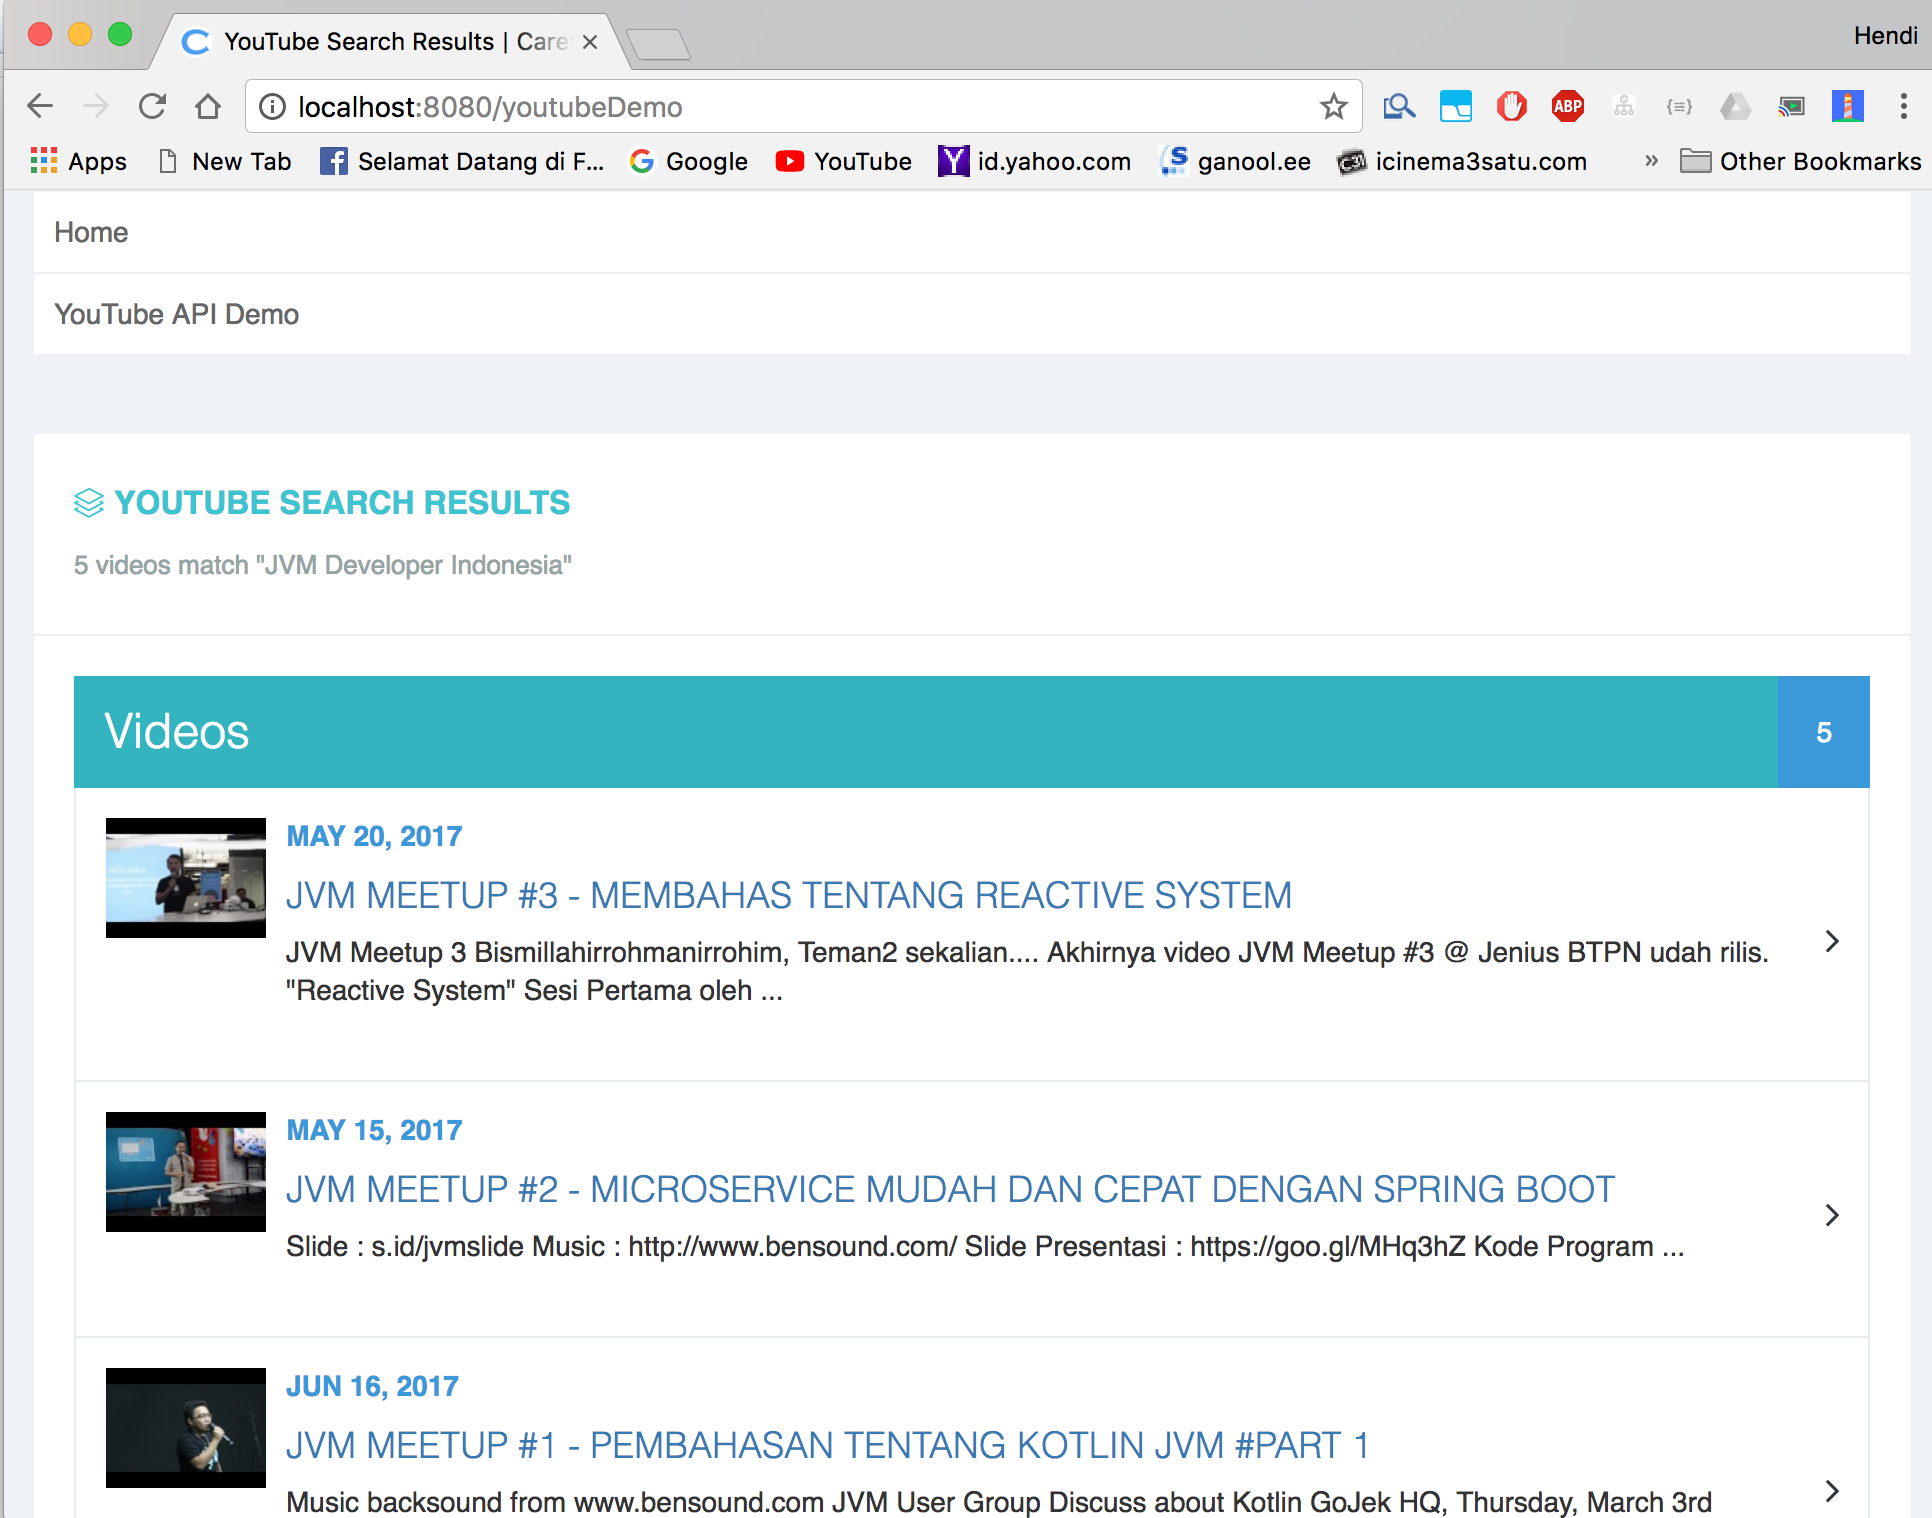 YouTube Search Results | Care
Hendi
localhost:8080/youtubeDemo
ABP
Apps
New Tab
Selamat Datang di F...
Google
YouTube
id.yahoo.com
ganool.ee
icinema3satu.com
»
Other Bookmarks
Home
YouTube API Demo
YOUTUBE SEARCH RESULTS
5 videos match "JVM Developer Indonesia"
Videos
5
MAY 20, 2017
JVM MEETUP #3 - MEMBAHAS TENTANG REACTIVE SYSTEM
JVM Meetup 3 Bismillahirrohmanirrohim, Teman2 sekalian.... Akhirnya video JVM Meetup #3 @ Jenius BTPN udah rilis.
"Reactive System" Sesi Pertama oleh ...
MAY 15, 2017
JVM MEETUP #2 - MICROSERVICE MUDAH DAN CEPAT DENGAN SPRING BOOT
Slide : s.id/jvmslide Music : http://www.bensound.com/ Slide Presentasi : https://goo.gl/MHq3hZ Kode Program ...
JUN 16, 2017
JVM MEETUP #1 - PEMBAHASAN TENTANG KOTLIN JVM #PART 1
Music backsound from www.bensound.com JVM User Group Discuss about Kotlin GoJek HQ, Thursday, March 3rd